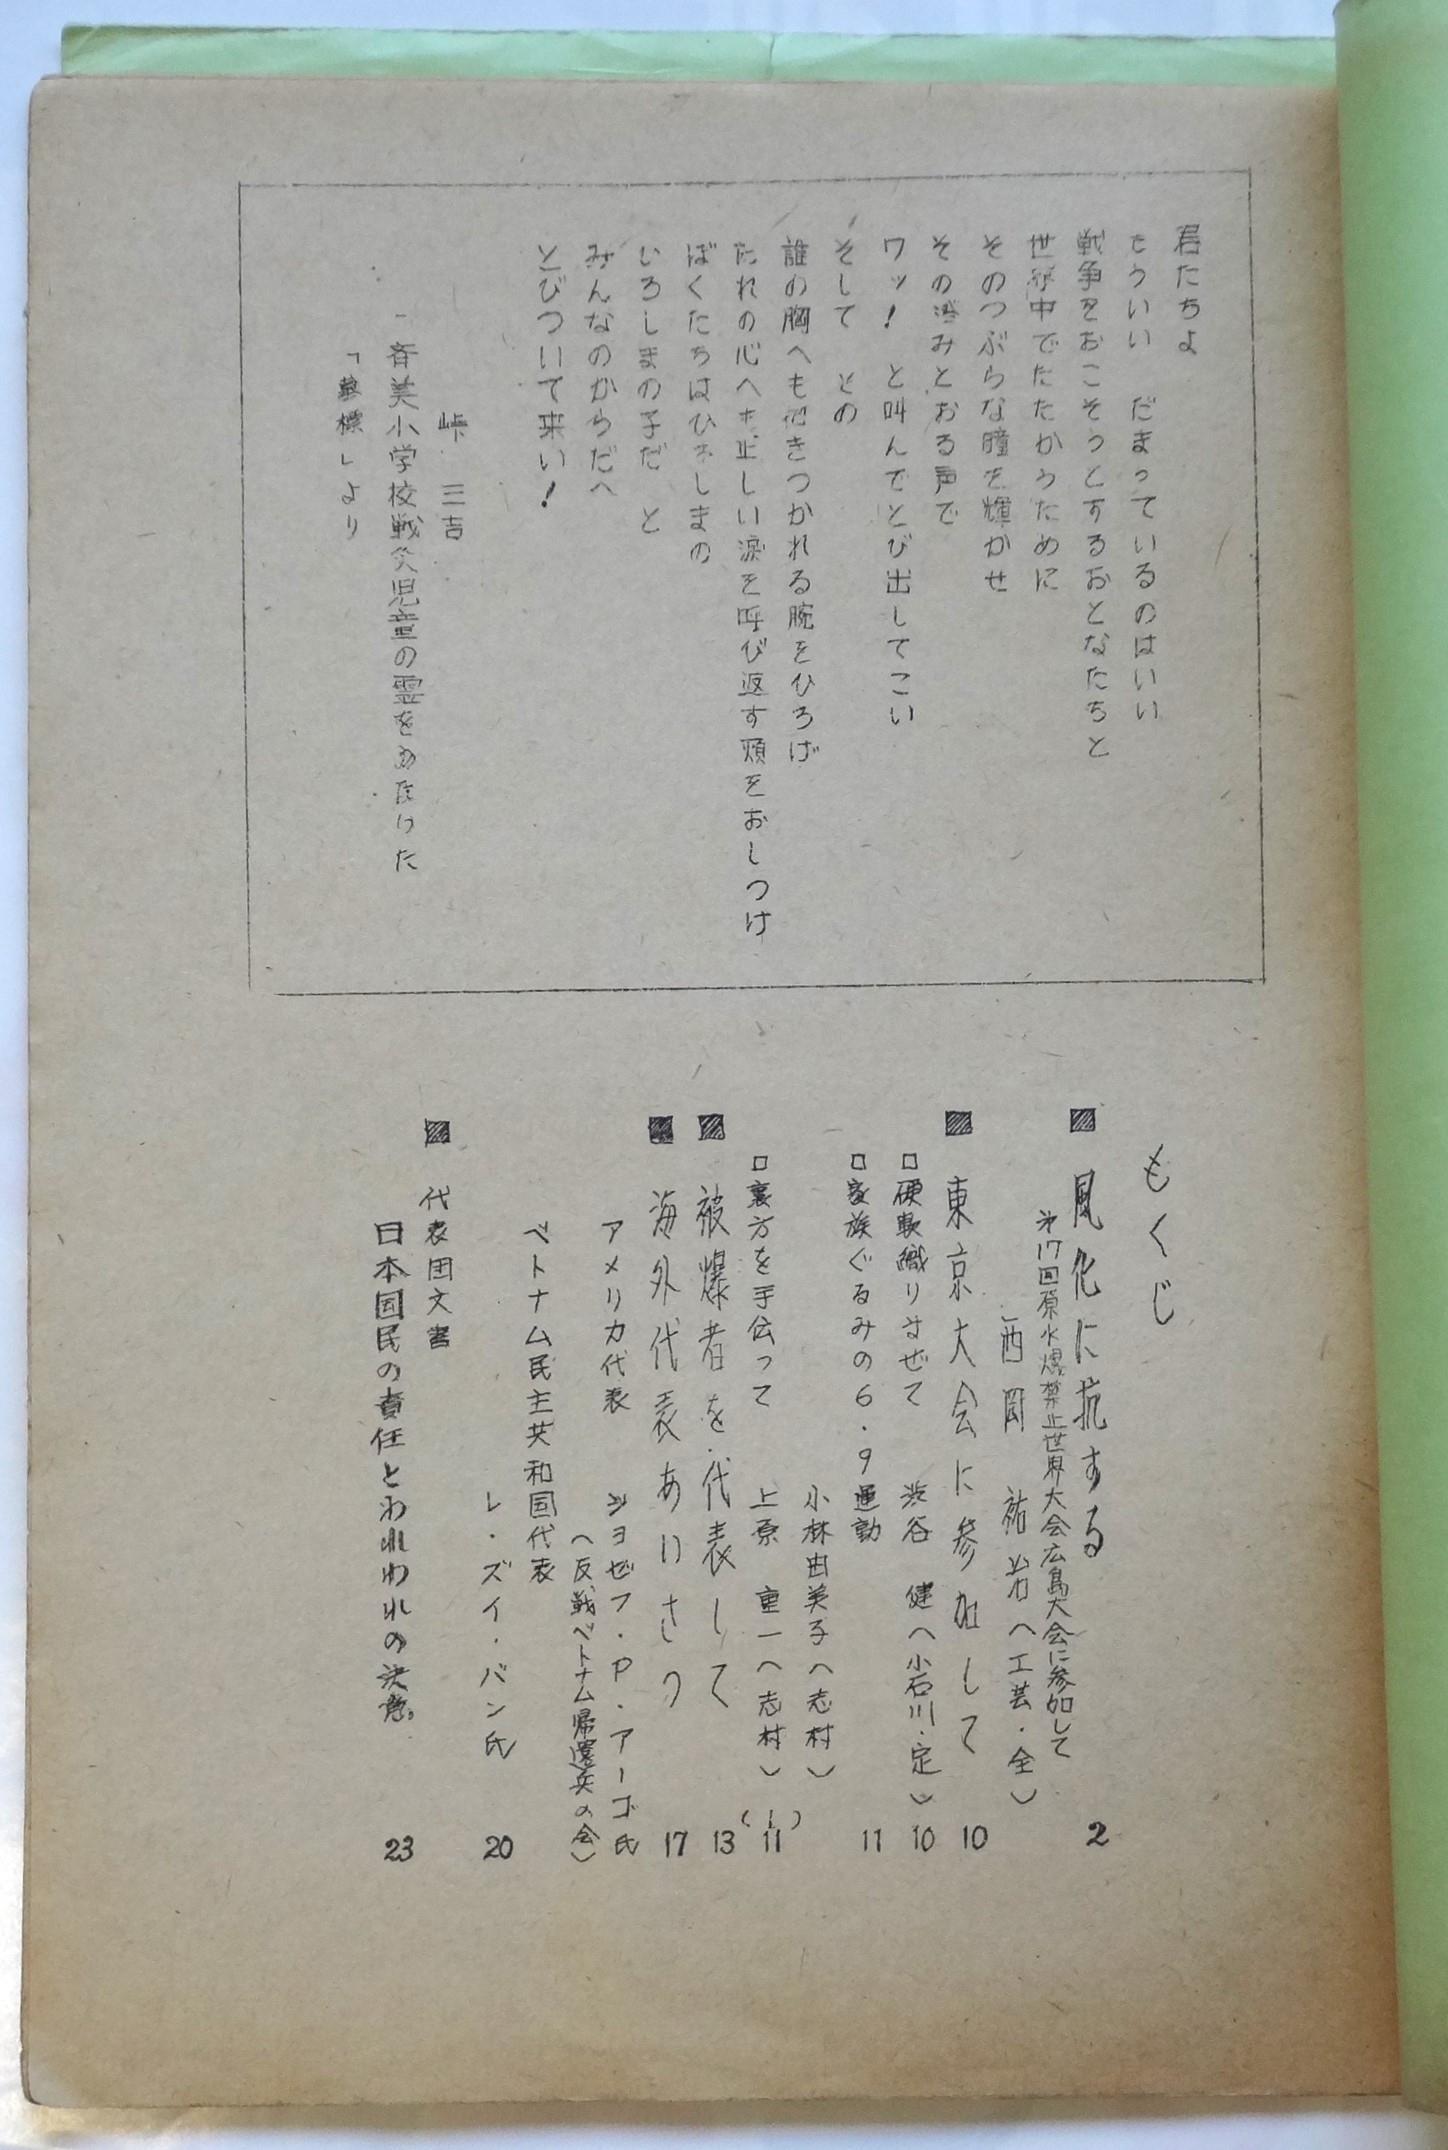 君たちよ
もういい だまっているのはいい
戦争をおこそうとするおとなたちと
世界中でたたかうために
そのつぶらな瞳を輝かせ
その澄みとおる声で
ワッ! と叫んでとび出してこい
そして その
誰の胸へも抱きつかれる腕をひろば
たれの心へも正しい涙を呼び返す頬をおしつけ
ばくたちはひろしまの
いろしまの子だ と
みんなのからだへ
とびついて来い!
峠 三吉
-斉美小学校戦災児童の霊をあたりた
「墓標」より
もくじ
■ 風化に抗する 2
第17回原水爆禁止世界大会広島大会に参加して
西岡 祐治(工芸・全)
■ 東京大会に参加して 10
□硬軟織りまぜて 渋谷 健(小石川・定) 10
□家族ぐるみの6・9運動 11
小林由美子(志村)
□裏方を手伝って 上原 重一(志村) 11
■ 被爆者を代表して 13
■ 海外代表あいさつ 17
アメリカ代表 ジョゼフ・P・アーゴ氏
(反戦ベトナム帰還兵の会)
ベトナム民主共和国代表
レ・ズイ・バン氏 20
■ 代表団文書
日本国民の責任とわれわれの決意。 23